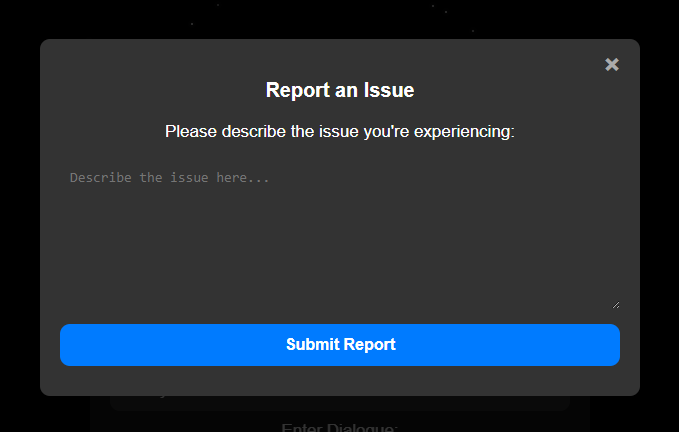 Report an Issue
Please describe the issue you're experiencing:
Describe the issue here...
Submit Report
Enter Dialogue: